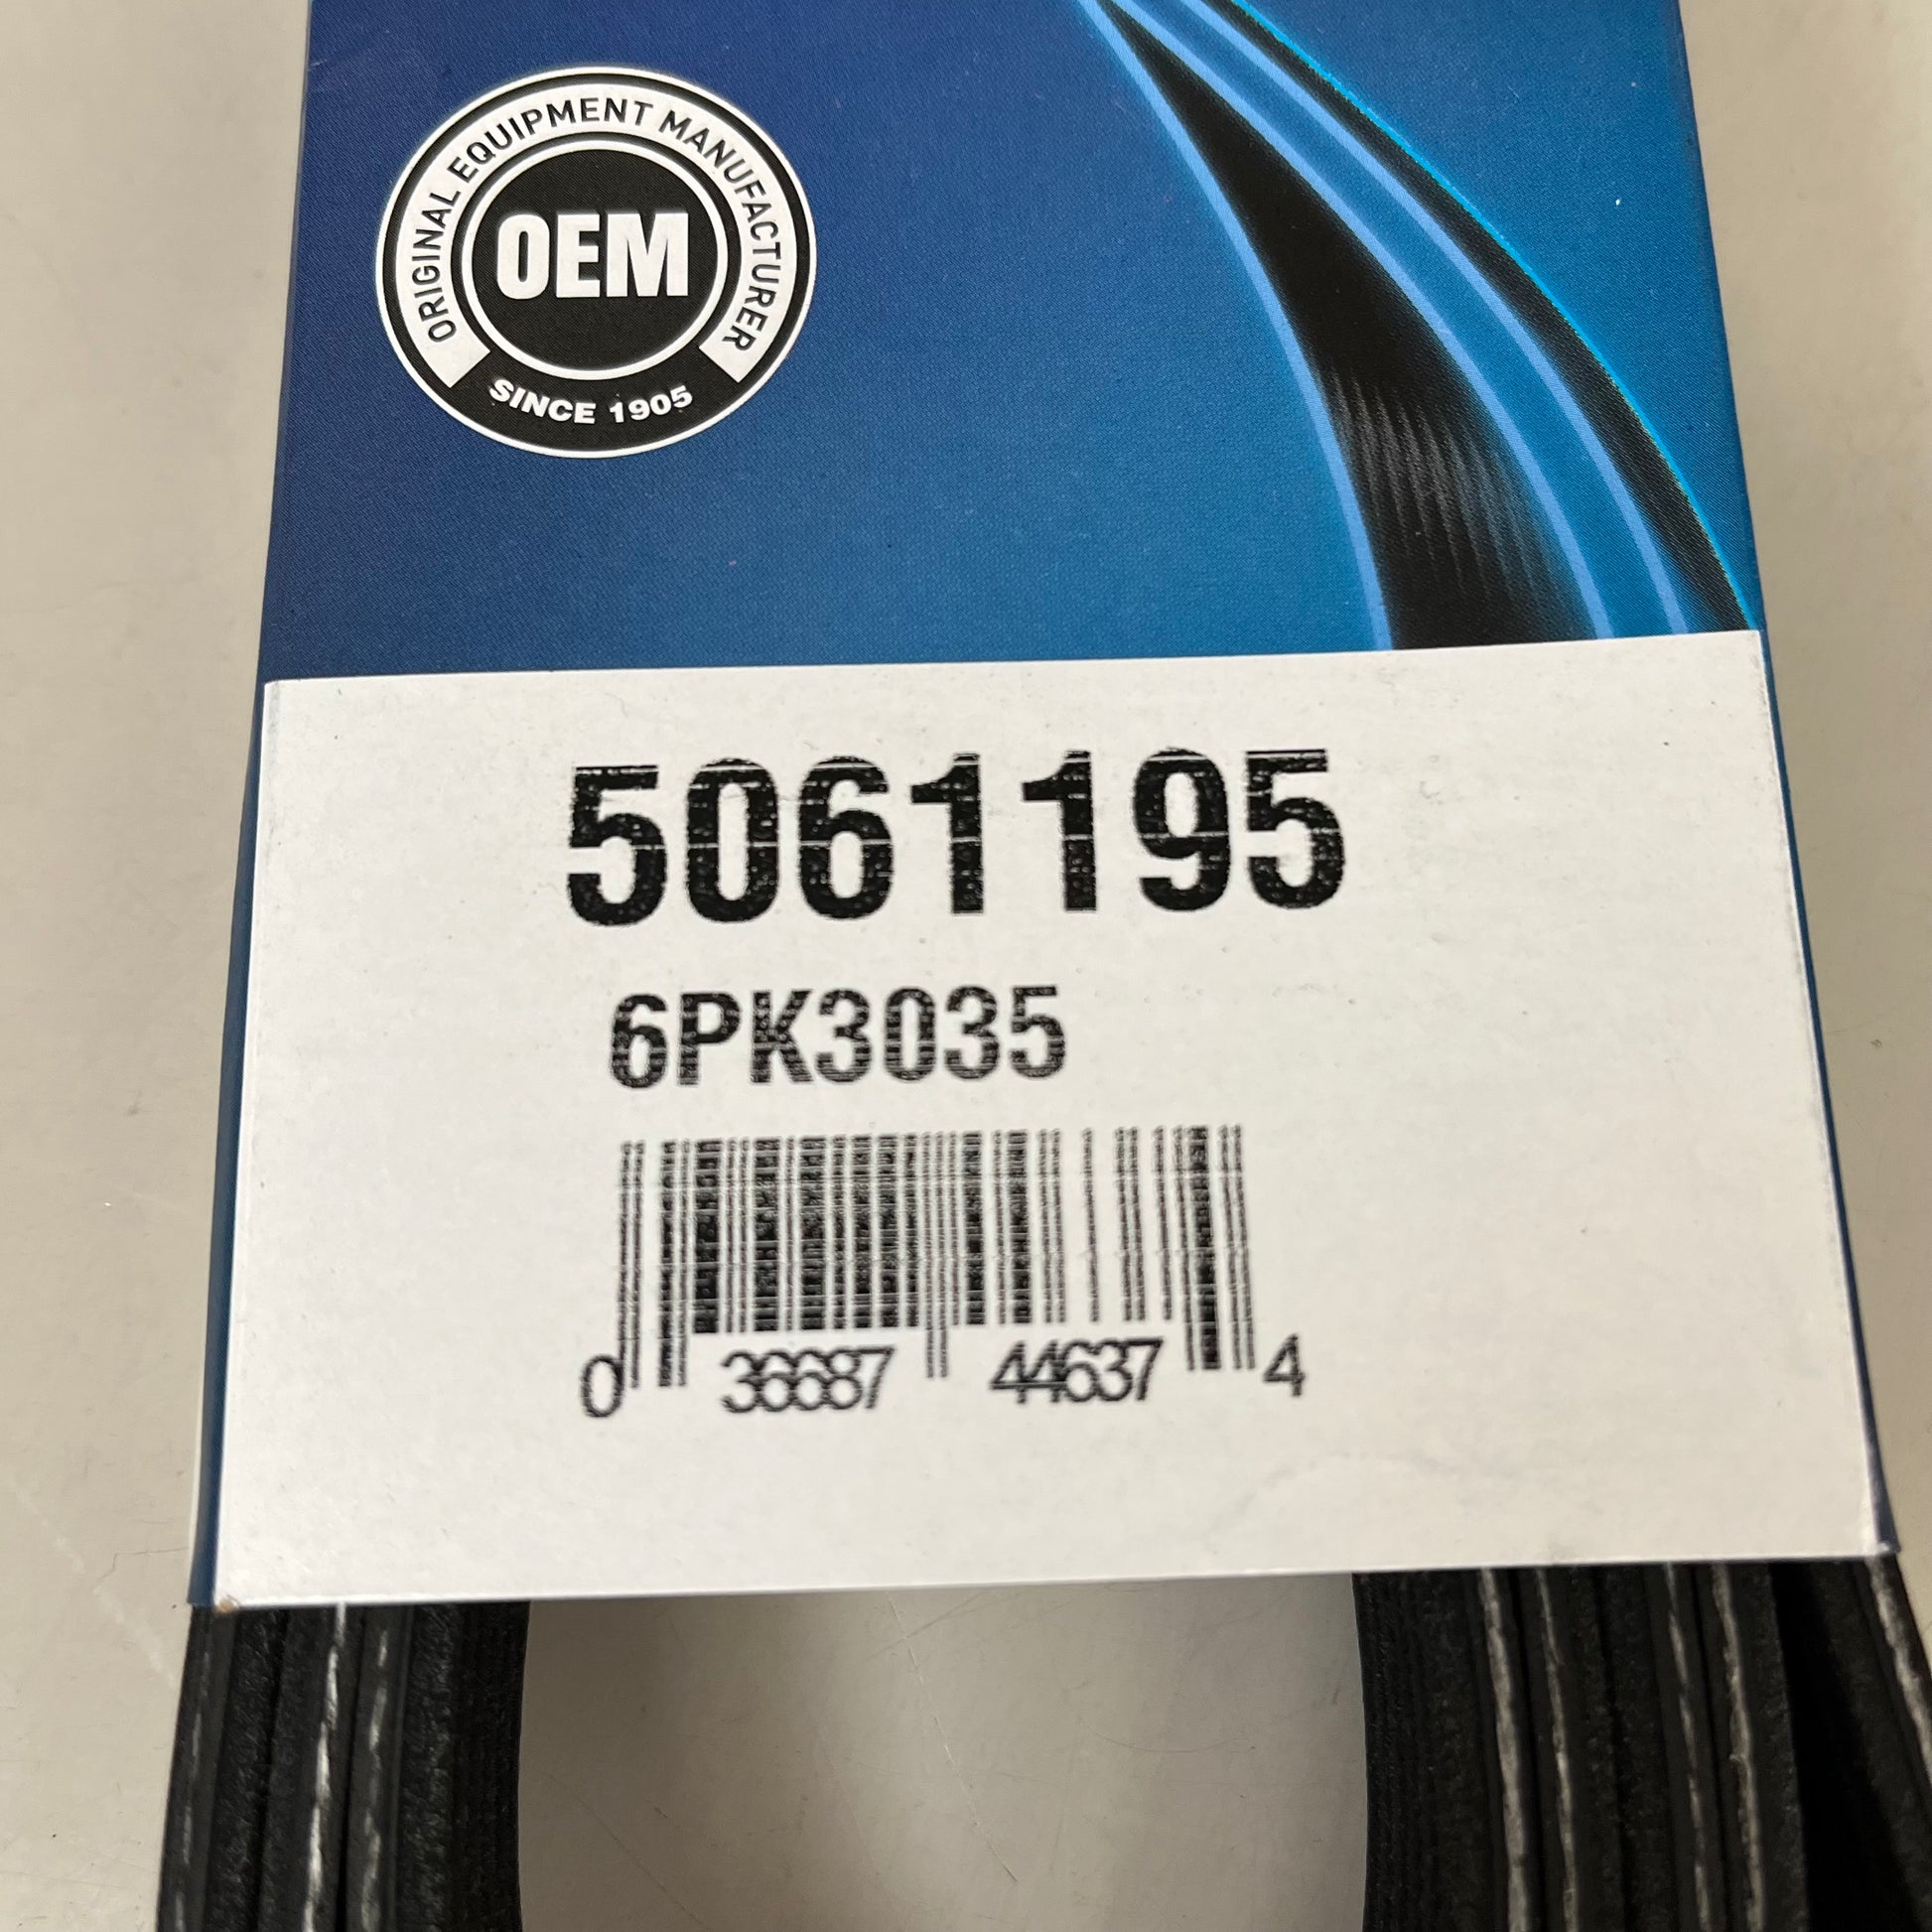 ORIGINAL EQUIPMENT MANUFACTURER
OEM
SINCE 1905
5061195
6PK3035
0 36687 44637 4